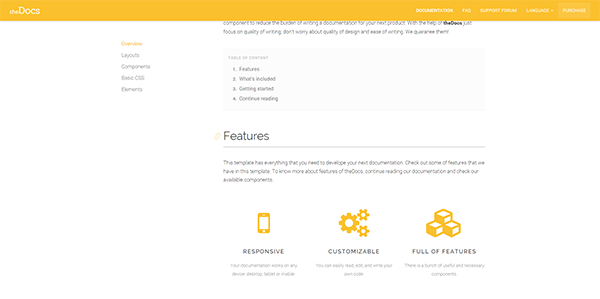 theDocs
DOCUMENTATION
FAQ
SUPPORT FORUM
LANGUAGE
PURCHASE
component to reduce the burden of writing a documentation for your next product. With the help of theDocs just
focus on quality of writing, don't worry about quality of design and ease of writing. We guarantee them!
Overview
Layouts
Components
Basic CSS
Elements
TABLE OF CONTENT
1. Features
2. What's included
3. Getting started
4. Continue reading
Features
This template has everything that you need to develope your next documentation. Check out some of features that we
have in this template. To know more about features of theDocs, continue reading our documentation and check our
available components.
RESPONSIVE
Your documentation works on any
device: desktop, tablet or mobile.
CUSTOMIZABLE
You can easily read, edit, and write your
own code.
FULL OF FEATURES
There is a bunch of useful and necessary
components.